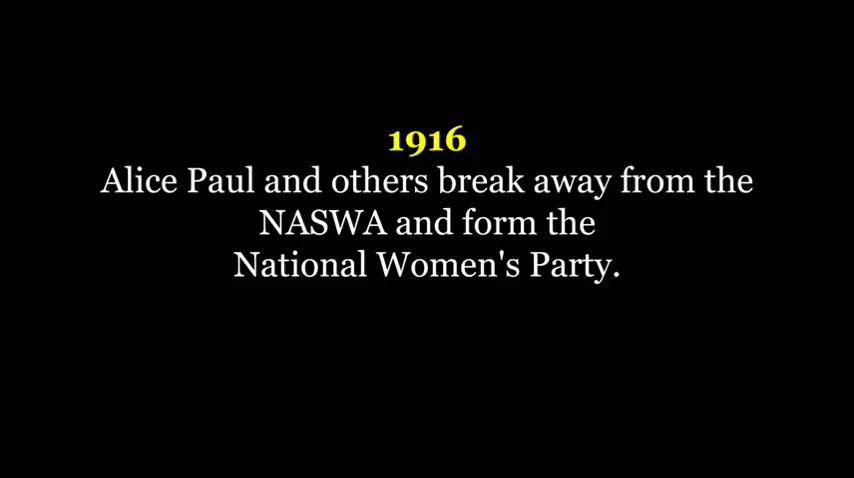 1916
Alice Paul and others break away from the
NASWA and form the
National Women's Party.